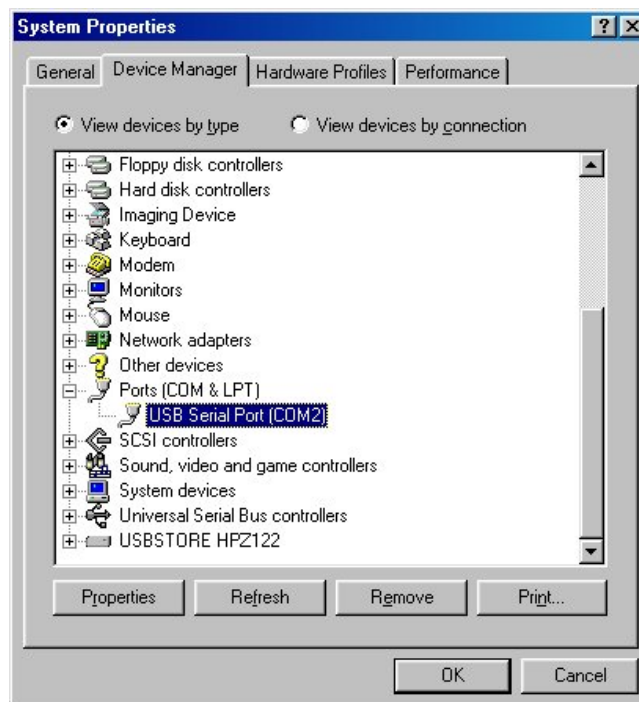 System Properties
General Device Manager Hardware Profiles Performance
View devices by type View devices by connection
Floppy disk controllers
Hard disk controllers
Imaging Device
Keyboard
Modem
Monitors
Mouse
Network adapters
Other devices
Ports (COM & LPT)
USB Serial Port (COM2)
SCSI controllers
Sound, video and game controllers
System devices
Universal Serial Bus controllers
USBSTORE HPZ122
Properties Refresh Remove Print...
OK Cancel